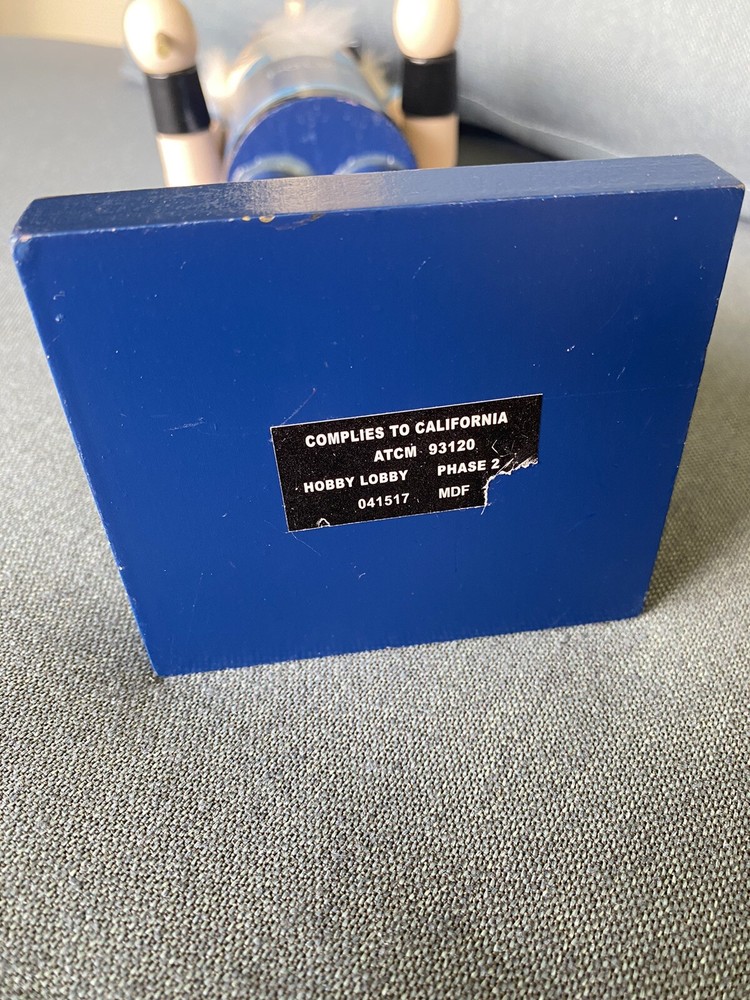 COMPLIES TO CALIFORNIA
ATCM 93120
HOBBY LOBBY PHASE 2
041517 MDF